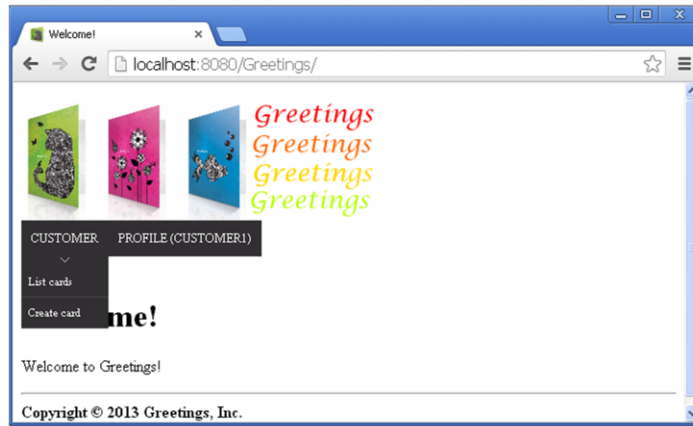 Welcome!
localhost:8080/Greetings/
Greetings
Greetings
Greetings
Greetings
CUSTOMER PROFILE (CUSTOMER1)
List cards
Create card
me!
Welcome to Greetings!
Copyright © 2013 Greetings, Inc.